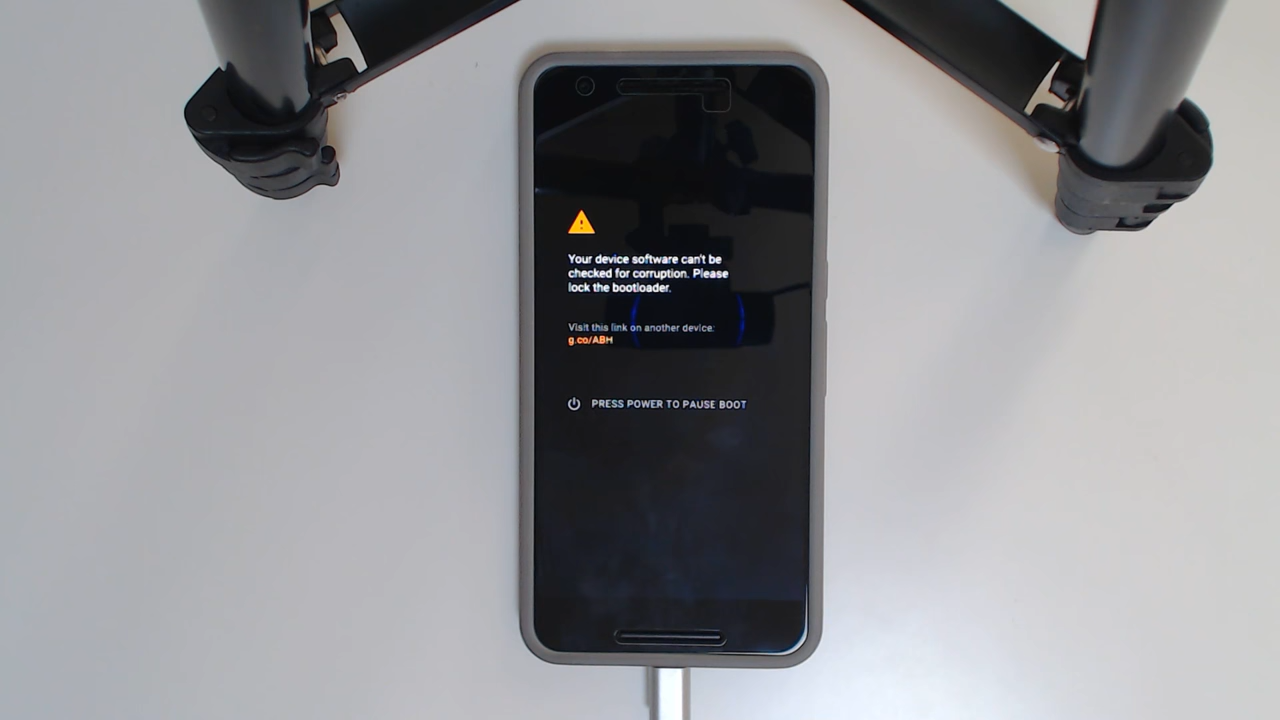 Your device software can't be
checked for corruption. Please
lock the bootloader.
Visit this link on another device:
g.co/ABH
PRESS POWER TO PAUSE BOOT